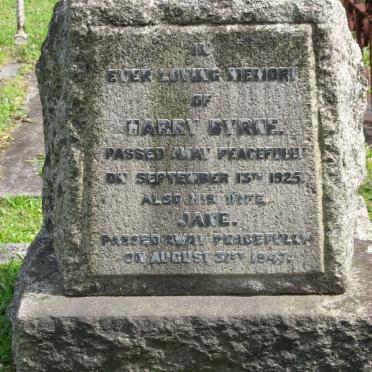 IN
EVER LOVING MEMORY
OF
HARRY BYRNE.
PASSED AWAY PEACEFULLY
ON SEPTEMBER 13TH 1925.
ALSO HIS WIFE
JANE.
PASSED AWAY PEACEFULLY
ON AUGUST 31ST 1947.